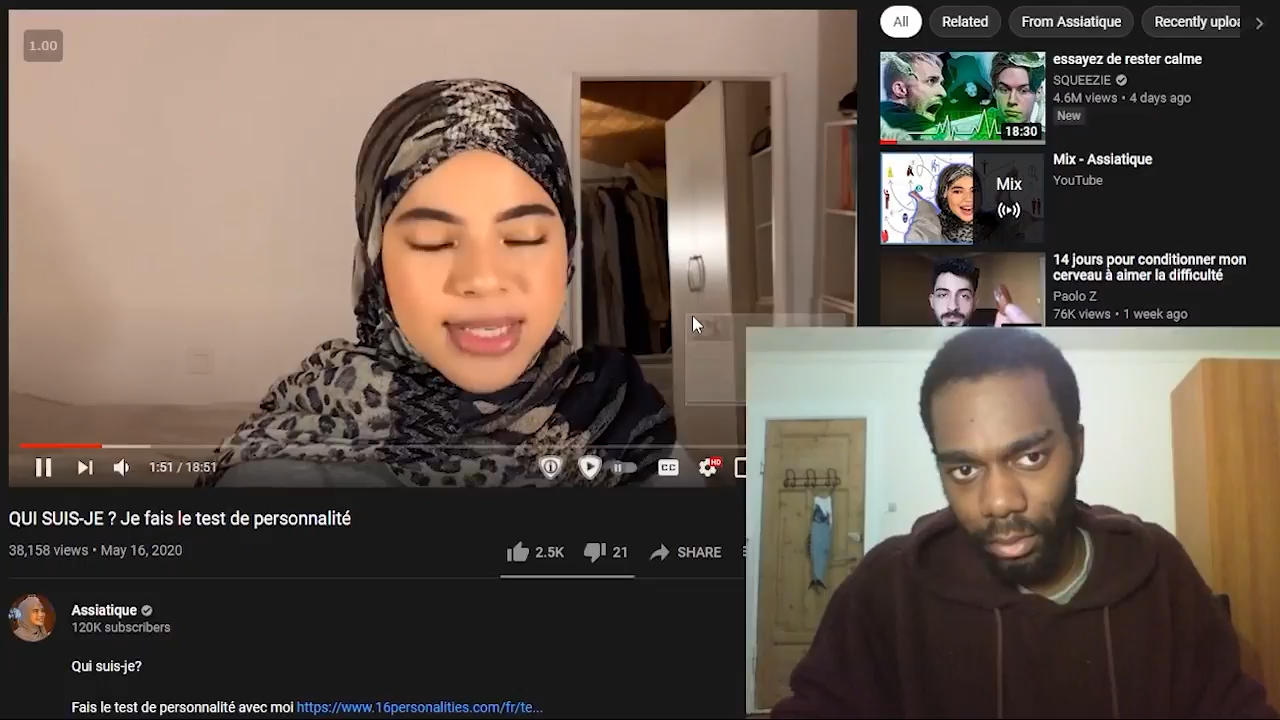 1.00
1:51 / 18:51
CC
HD
QUI SUIS-JE ? Je fais le test de personnalité
38,158 views • May 16, 2020
2.5K
21
SHARE
Assiatique
120K subscribers
Qui suis-je?
Fais le test de personnalité avec moi https://www.16personalities.com/fr/te...
All
Related
From Assiatique
Recently uploa
essayez de rester calme
SQUEEZIE
4.6M views • 4 days ago
New
18:30
Mix - Assiatique
YouTube
Mix
14 jours pour conditionner mon
cerveau à aimer la difficulté
Paolo Z
76K views • 1 week ago